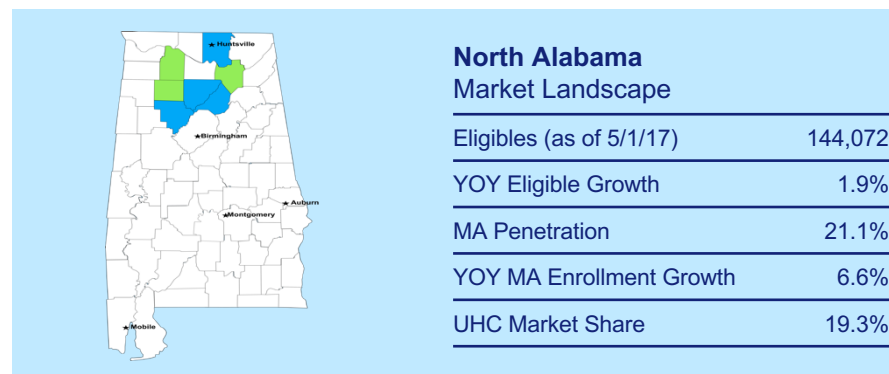 Huntsville
Birmingham
Auburn
Montgomery
Mobile
North Alabama
Market Landscape
Eligibles (as of 5/1/17) 144,072
YOY Eligible Growth 1.9%
MA Penetration 21.1%
YOY MA Enrollment Growth 6.6%
UHC Market Share 19.3%